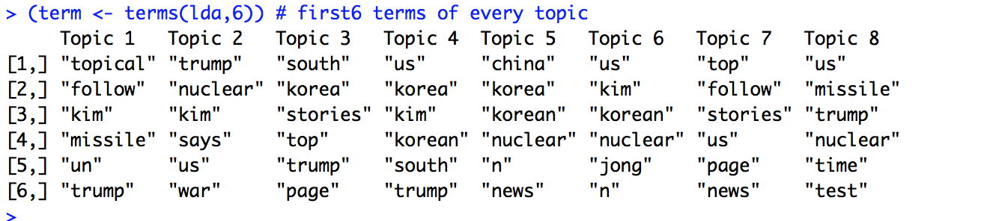 > (term <- terms(lda,6)) # first6 terms of every topic
     Topic 1   Topic 2   Topic 3   Topic 4  Topic 5   Topic 6   Topic 7   Topic 8
[1,] "topical" "trump"   "south"   "us"     "china"   "us"      "top"     "us"
[2,] "follow"  "nuclear" "korea"   "korea"  "korea"   "kim"     "follow"  "missile"
[3,] "kim"     "kim"     "stories" "kim"    "korean"  "korean"  "stories" "trump"
[4,] "missile" "says"    "top"     "korean" "nuclear" "nuclear" "us"      "nuclear"
[5,] "un"      "us"      "trump"   "south"  "n"       "jong"    "page"    "time"
[6,] "trump"   "war"     "page"    "trump"  "news"    "n"       "news"    "test"
>